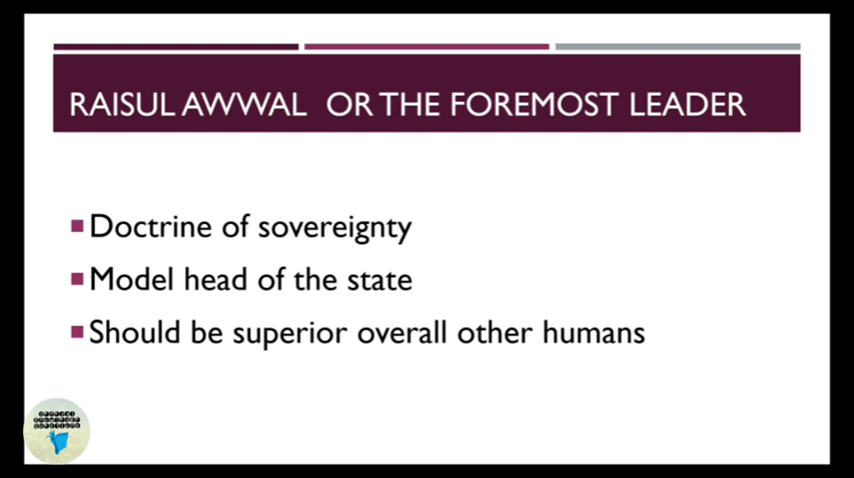 RAISUL AWWAL OR THE FOREMOST LEADER
Doctrine of sovereignty
Model head of the state
Should be superior overall other humans